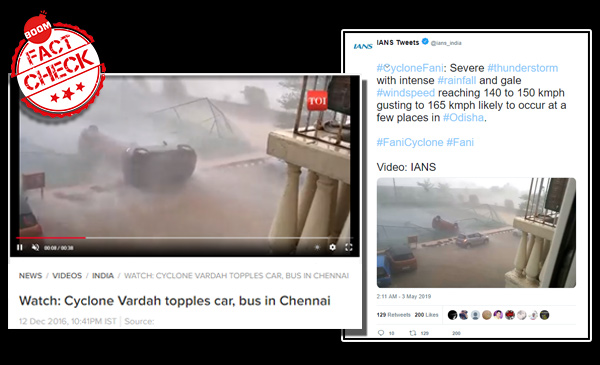 BOOM
FACT
CHECK
TOI
00:08 / 00:38
NEWS / VIDEOS / INDIA / WATCH: CYCLONE VARDAH TOPPLES CAR, BUS IN CHENNAI
Watch: Cyclone Vardah topples car, bus in Chennai
12 Dec 2016, 10:41PM IST | Source:
IANS
IANS Tweets @ians_india
#CycloneFani: Severe #thunderstorm
with intense #rainfall and gale
#windspeed reaching 140 to 150 kmph
gusting to 165 kmph likely to occur at a
few places in #Odisha.
#FaniCyclone #Fani
Video: IANS
2:11 AM - 3 May 2019
129 Retweets 200 Likes
10 129 200